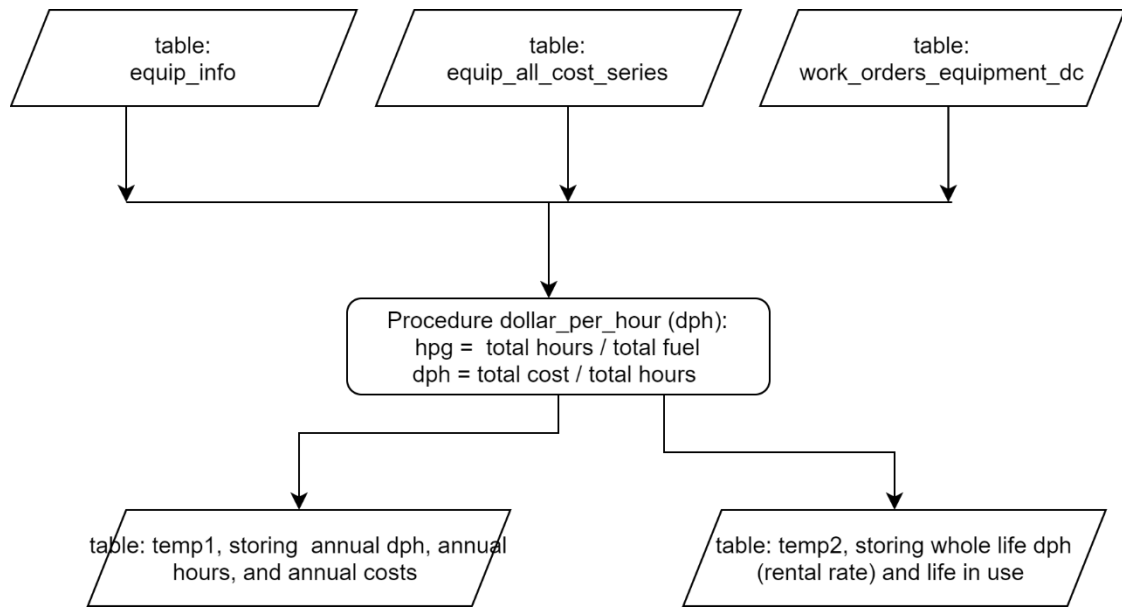 table:
equip_info
table:
equip_all_cost_series
table:
work_orders_equipment_dc
Procedure dollar_per_hour (dph):
hpg = total hours / total fuel
dph = total cost / total hours
table: temp1, storing annual dph, annual
hours, and annual costs
table: temp2, storing whole life dph
(rental rate) and life in use